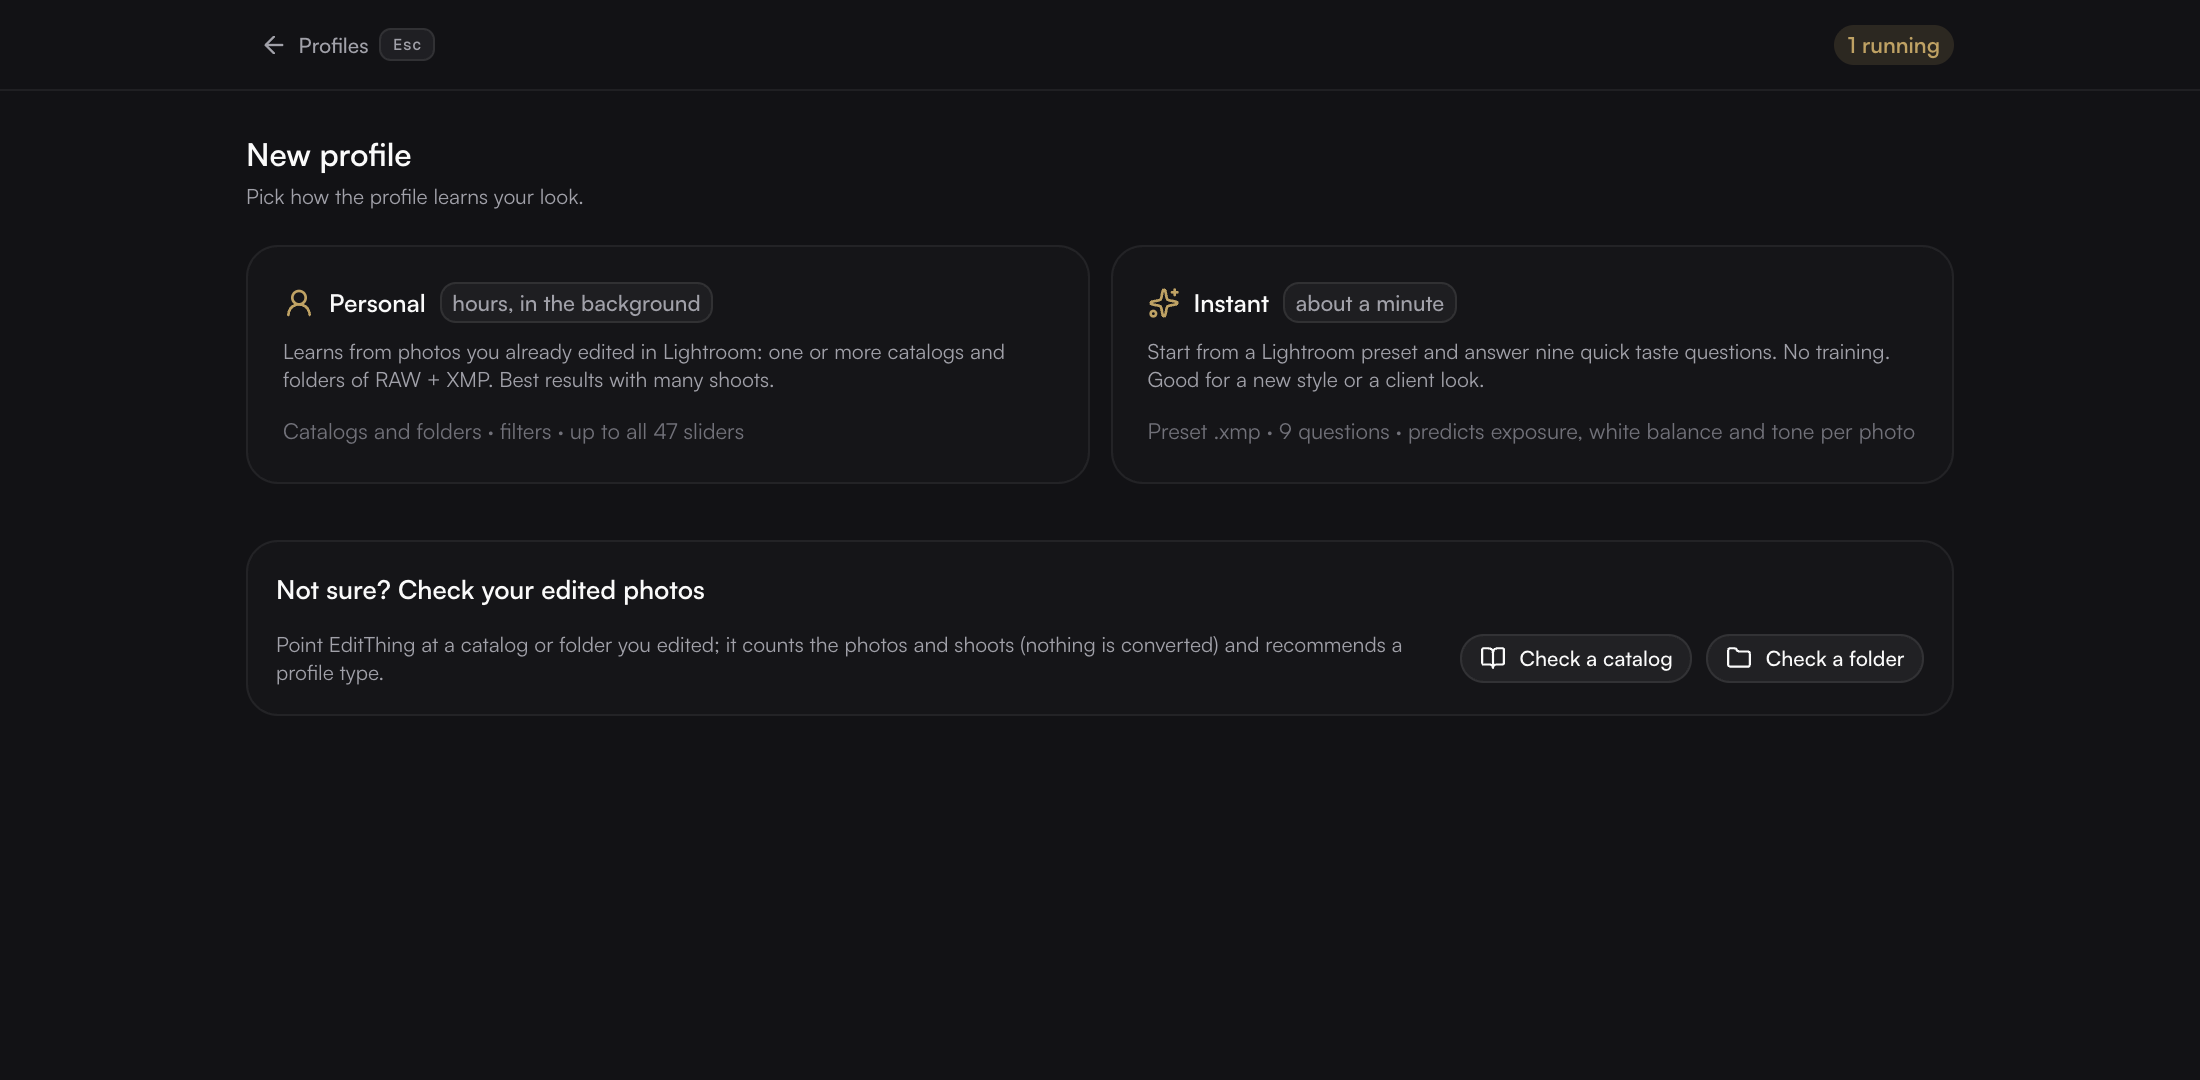 Profiles Esc
1 running
New profile
Pick how the profile learns your look.
Personal hours, in the background
Learns from photos you already edited in Lightroom: one or more catalogs and
folders of RAW + XMP. Best results with many shoots.
Catalogs and folders • filters • up to all 47 sliders
Instant about a minute
Start from a Lightroom preset and answer nine quick taste questions. No training.
Good for a new style or a client look.
Preset .xmp • 9 questions • predicts exposure, white balance and tone per photo
Not sure? Check your edited photos
Point EditThing at a catalog or folder you edited; it counts the photos and shoots (nothing is converted) and recommends a
profile type.
Check a catalog
Check a folder